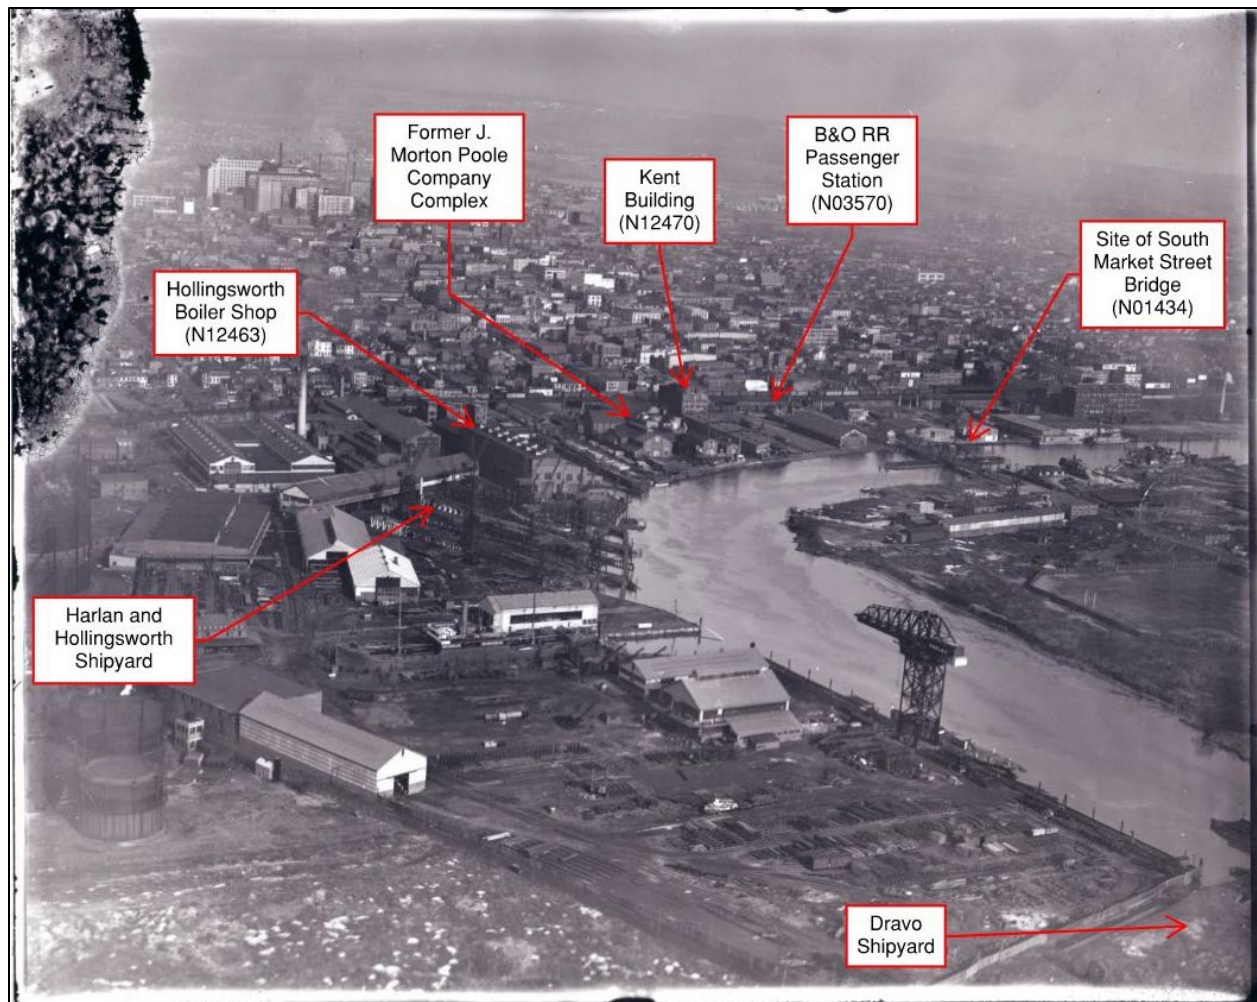 Former J.
Morton Poole
Company
Complex
B&O RR
Passenger
Station
(N03570)
Kent
Building
(N12470)
Site of South
Market Street
Bridge
(N01434)
Hollingsworth
Boiler Shop
(N12463)
Harlan and
Hollingsworth
Shipyard
Dravo
Shipyard